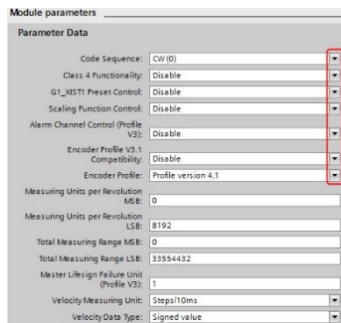 Module parameters
Parameter Data
Code Sequence: CW (0)
Class 4 Functionality: Disable
G1_XIST1 Preset Control: Disable
Scaling Function Control: Disable
Alarm Channel Control (Profile
V3): Disable
Encoder Profile V3.1
Compatibility: Disable
Encoder Profile: Profile version 4.1
Measuring Units per Revolution
MSB: 0
Measuring Units per Revolution
LSB: 8192
Total Measuring Range MSB: 0
Total Measuring Range LSB: 33554432
Master Lifesign Failure Unit
(Profile V3): 1
Velocity Measuring Unit: Steps/10ms
Velocity Data Type: Signed value